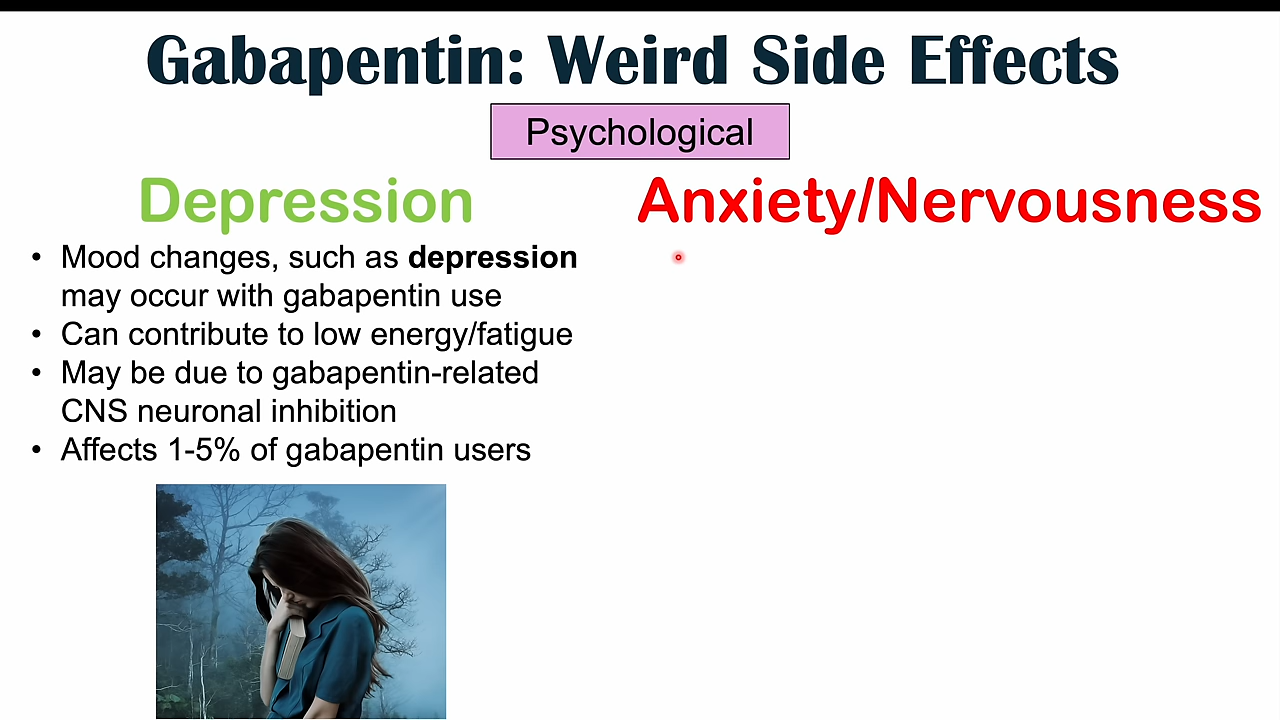 Gabapentin: Weird Side Effects
Psychological
Depression
• Mood changes, such as depression
may occur with gabapentin use
• Can contribute to low energy/fatigue
• May be due to gabapentin-related
CNS neuronal inhibition
• Affects 1-5% of gabapentin users
Anxiety/Nervousness